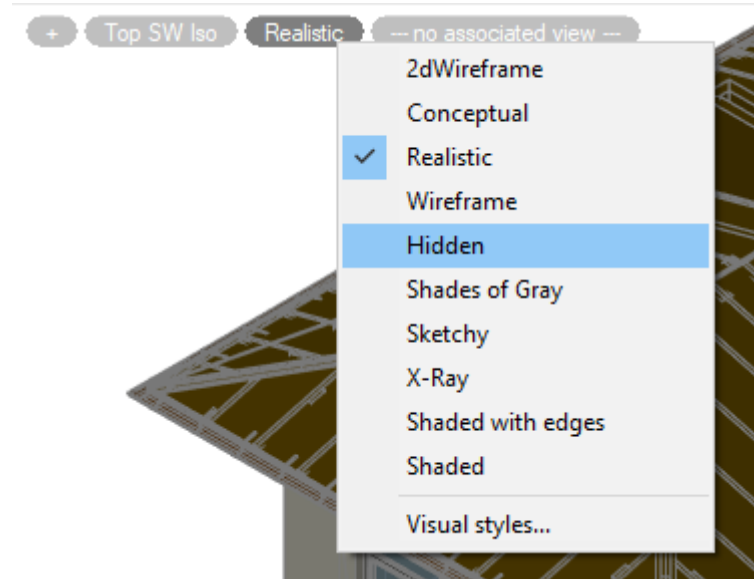 + Top SW Iso Realistic --- no associated view ---
2dWireframe
Conceptual
Realistic
Wireframe
Hidden
Shades of Gray
Sketchy
X-Ray
Shaded with edges
Shaded
Visual styles...